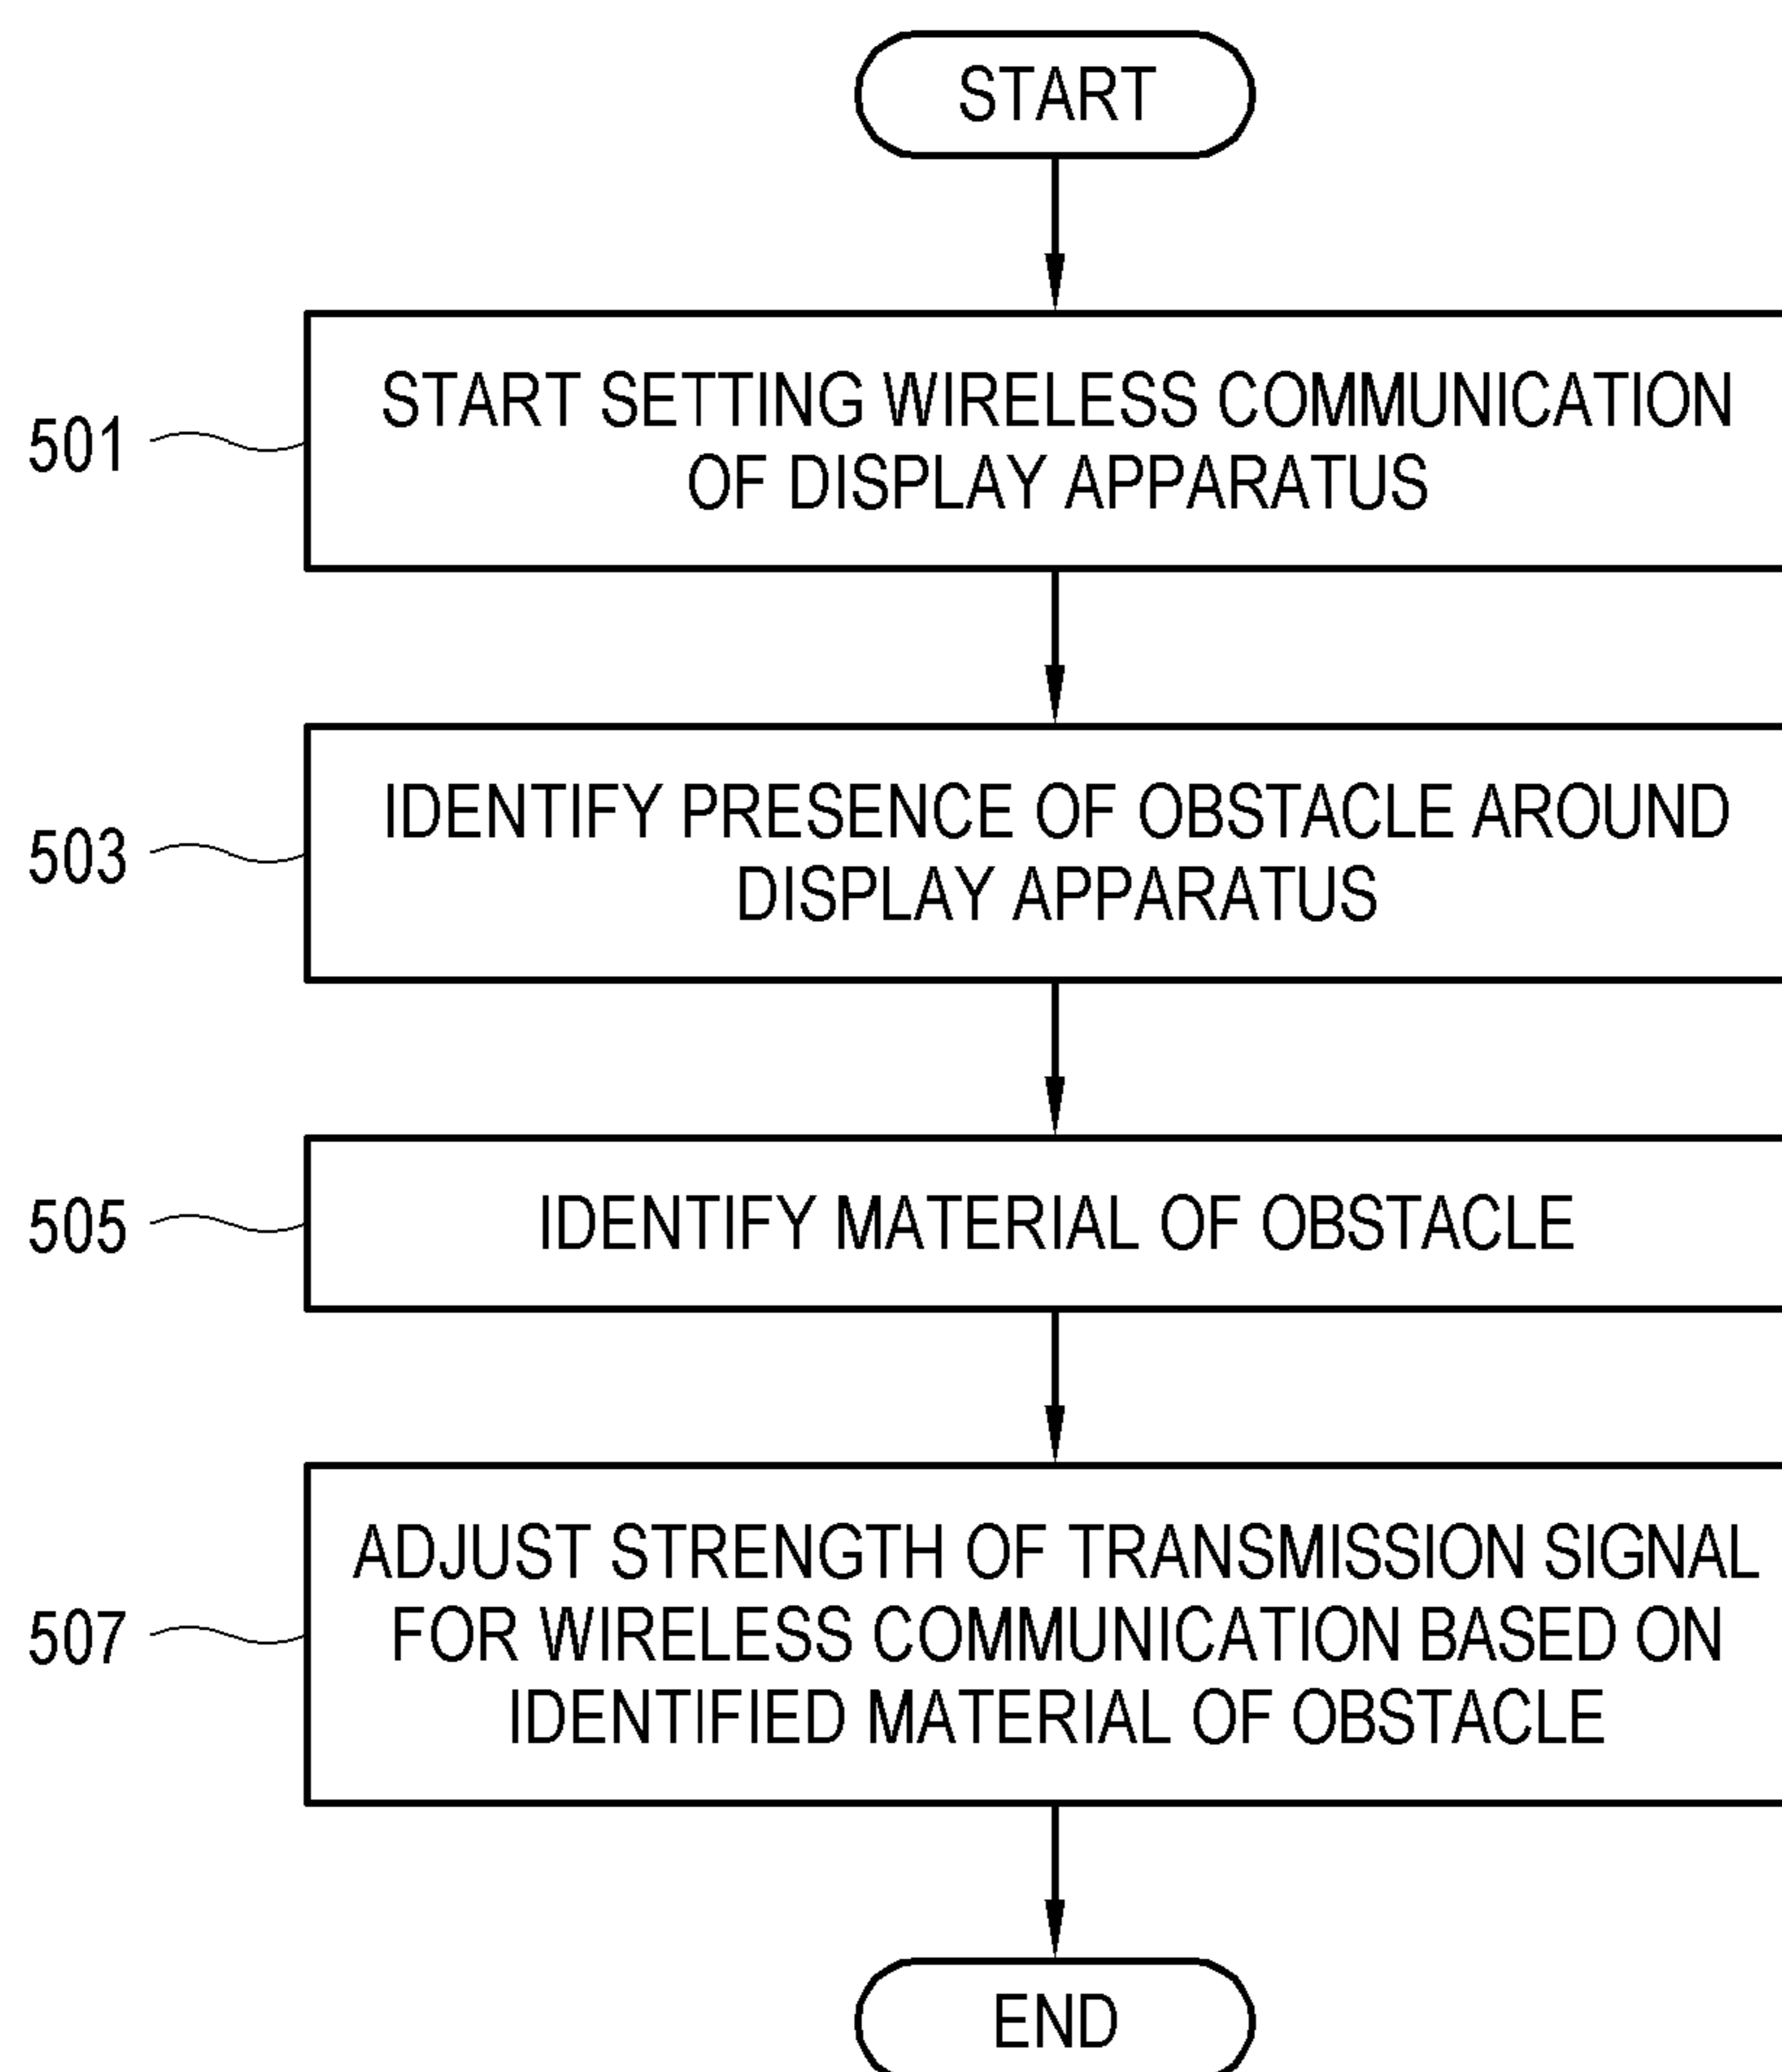 START
501
START SETTING WIRELESS COMMUNICATION
OF DISPLAY APPARATUS
503
IDENTIFY PRESENCE OF OBSTACLE AROUND
DISPLAY APPARATUS
505
IDENTIFY MATERIAL OF OBSTACLE
507
ADJUST STRENGTH OF TRANSMISSION SIGNAL
FOR WIRELESS COMMUNICATION BASED ON
IDENTIFIED MATERIAL OF OBSTACLE
END